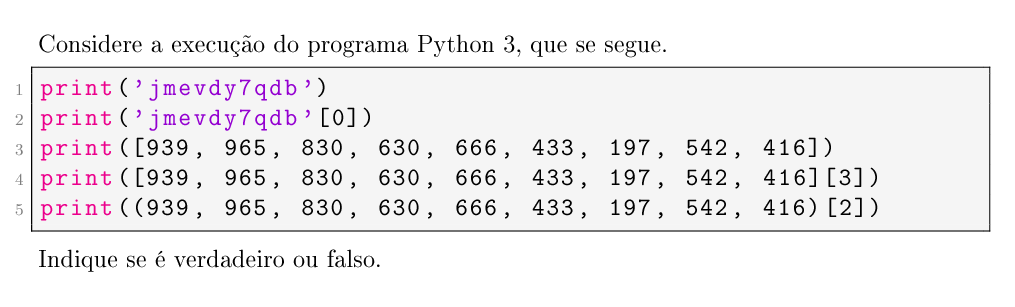 Considere a execução do programa Python 3, que se segue.
1 print('jmevdy7qdb')
2 print('jmevdy7qdb'[0])
3 print([939, 965, 830, 630, 666, 433, 197, 542, 416])
4 print([939, 965, 830, 630, 666, 433, 197, 542, 416][3])
5 print((939, 965, 830, 630, 666, 433, 197, 542, 416)[2])
Indique se é verdadeiro ou falso.